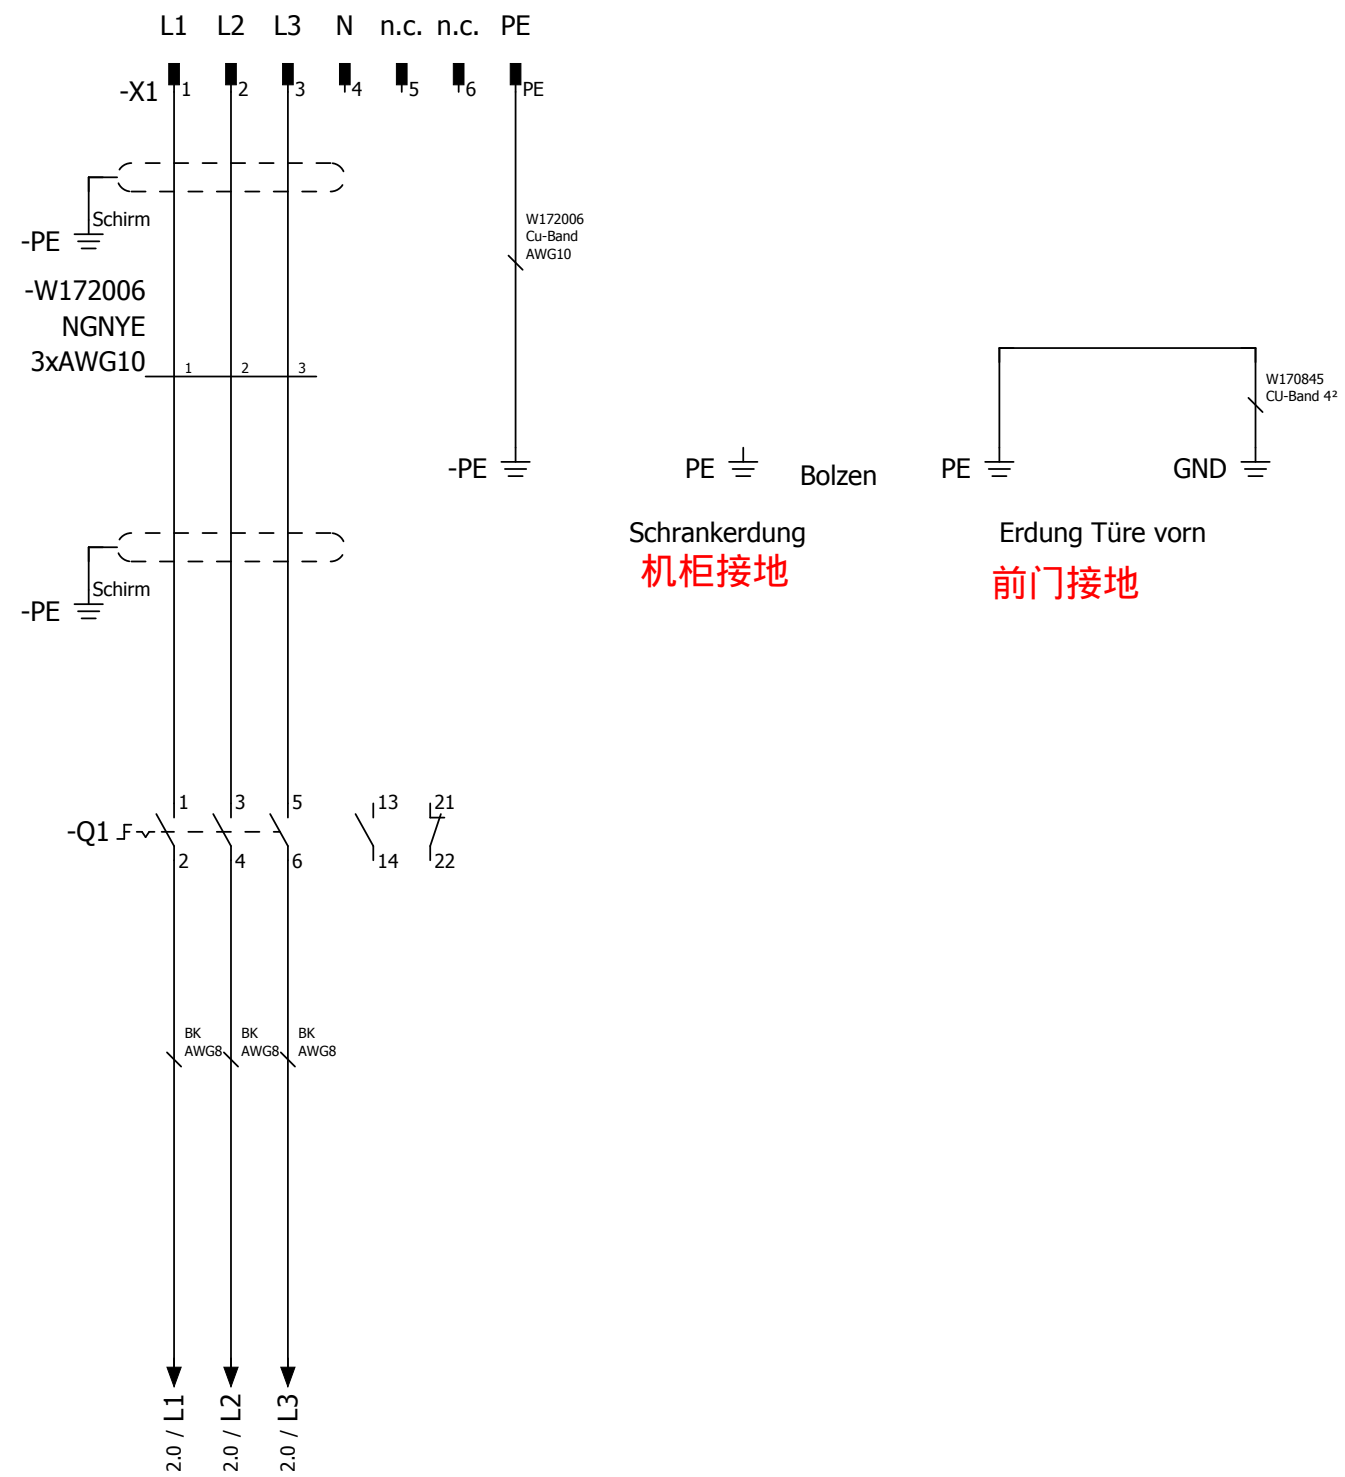 L1 L2 L3 N n.c. n.c. PE
-X1 1 2 3 4 5 6 PE
Schirm
-PE
W172006
Cu-Band
AWG10
-W172006
NGNYE
3xAWG10 1 2 3
W170845
CU-Band 4²
-PE PE Bolzen PE GND
Schrankerdung Erdung Türe vorn
机柜接地 前门接地
Schirm
-PE
1 3 5 13 21
-Q1
2 4 6 14 22
BK BK BK
AWG8 AWG8 AWG8
2.0 / L1
2.0 / L2
2.0 / L3